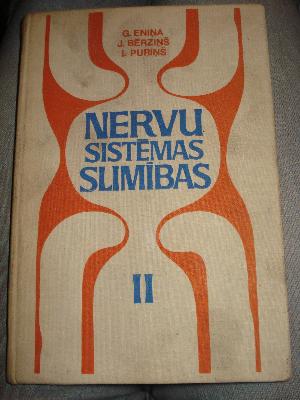 G. ENIŅA
J. BĒRZIŅŠ
I. PURIŅŠ
NERVU
SISTĒMAS
SLIMĪBAS
II